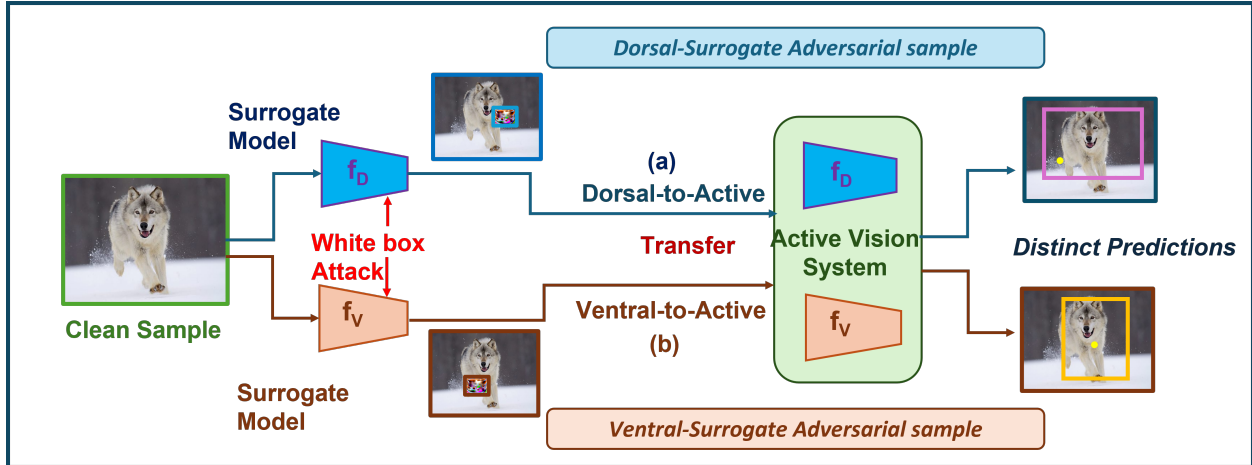 Dorsal-Surrogate Adversarial sample
Surrogate
Model
f_D
(a)
Dorsal-to-Active
f_D
White box
Attack
Transfer
Active Vision
System
Distinct Predictions
Clean Sample
f_V
Ventral-to-Active
(b)
f_V
Surrogate
Model
Ventral-Surrogate Adversarial sample